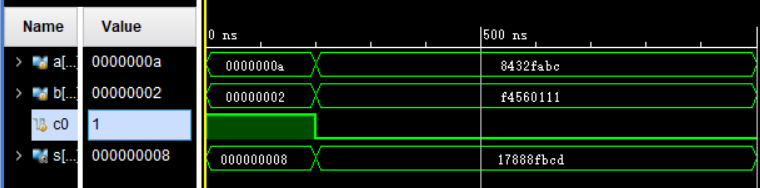 Name Value
0 ns 500 ns
a[... 0000000a 0000000a 8432fabc
b[... 00000002 00000002 f4560111
c0 1
s[... 000000008 000000008 17888fbcd